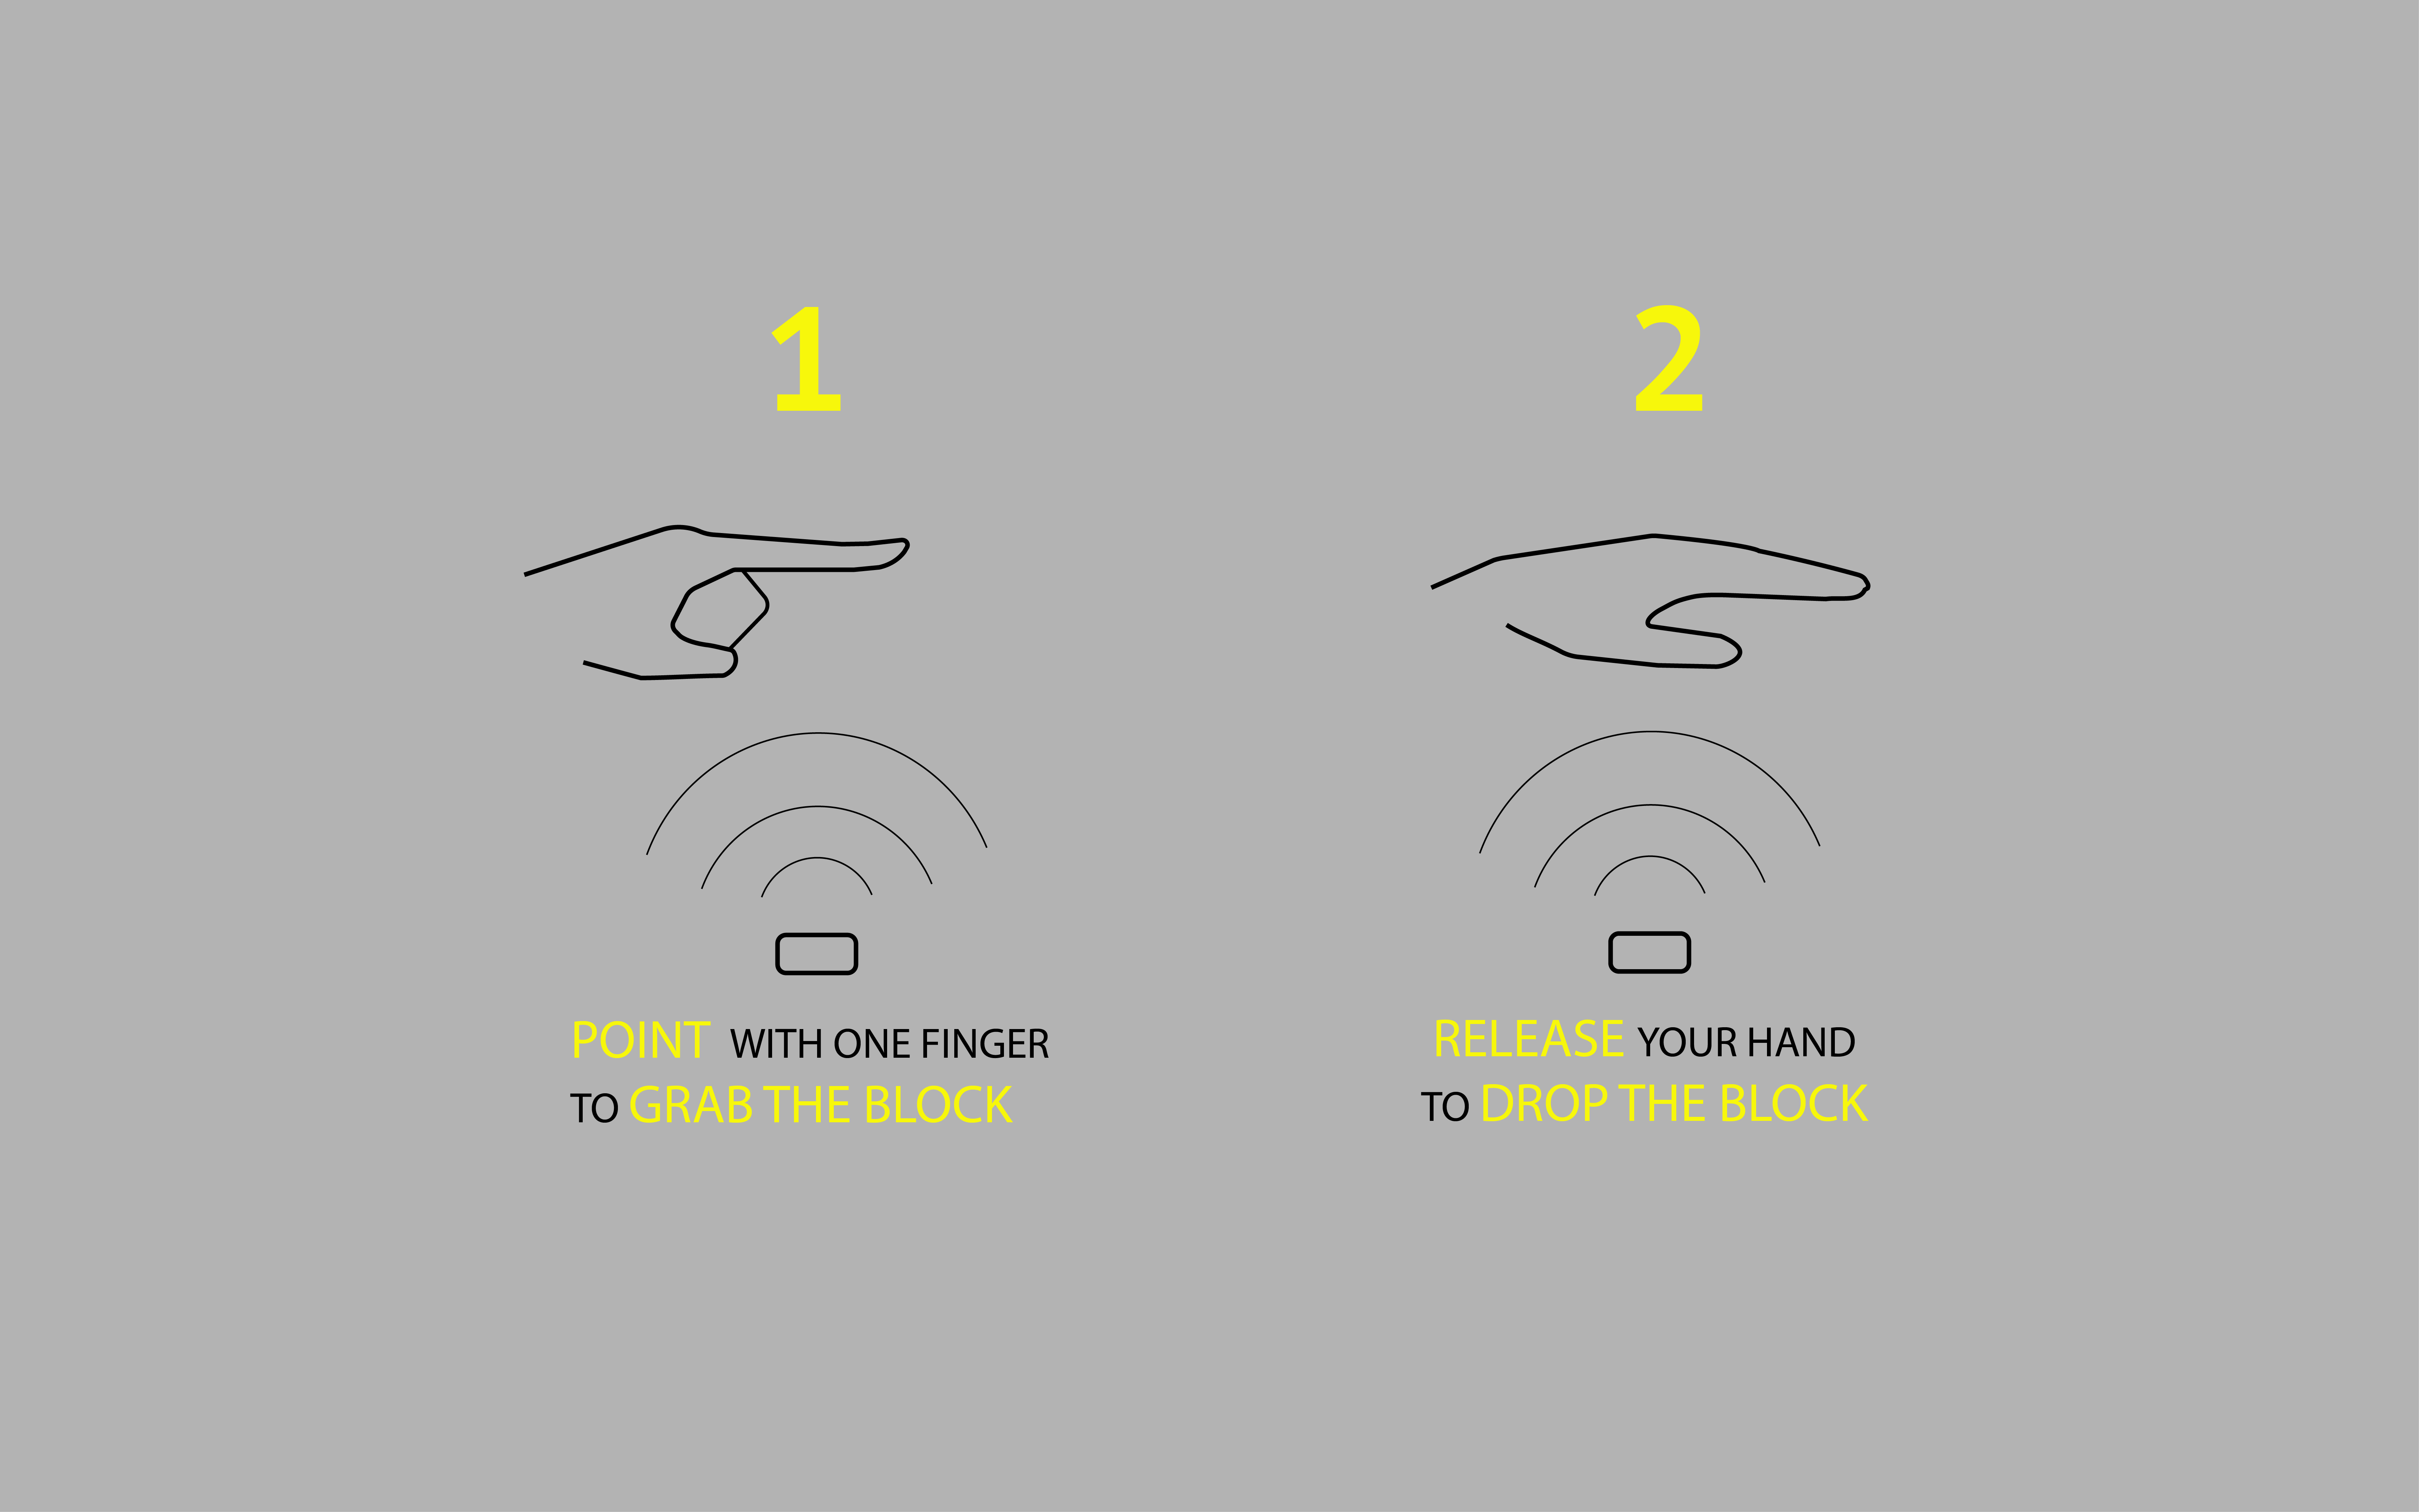 1
POINT WITH ONE FINGER
TO GRAB THE BLOCK
2
RELEASE YOUR HAND
TO DROP THE BLOCK